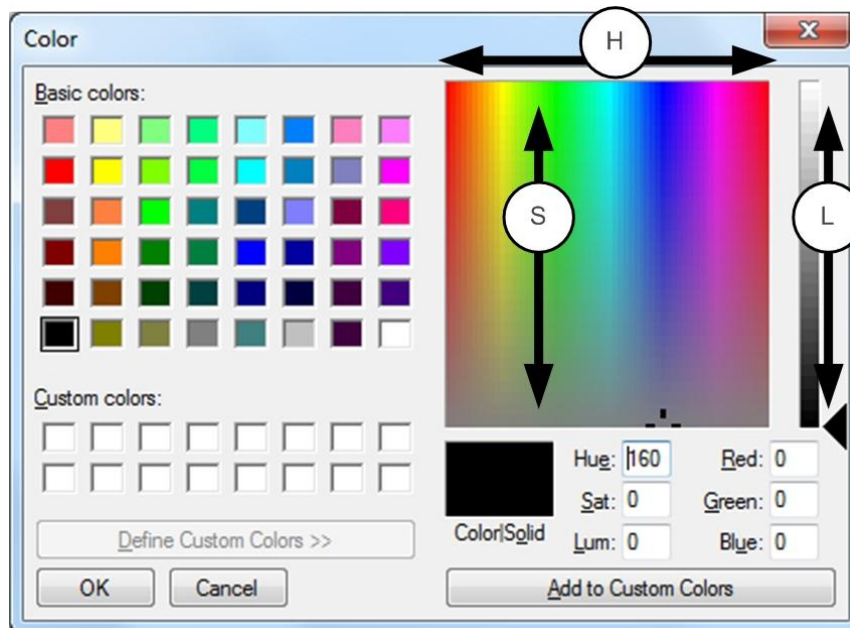 Color
H
Basic colors:
S
L
Custom colors:
Hue: 160 Red: 0
Sat: 0 Green: 0
Color|Solid Lum: 0 Blue: 0
Define Custom Colors >>
OK Cancel Add to Custom Colors